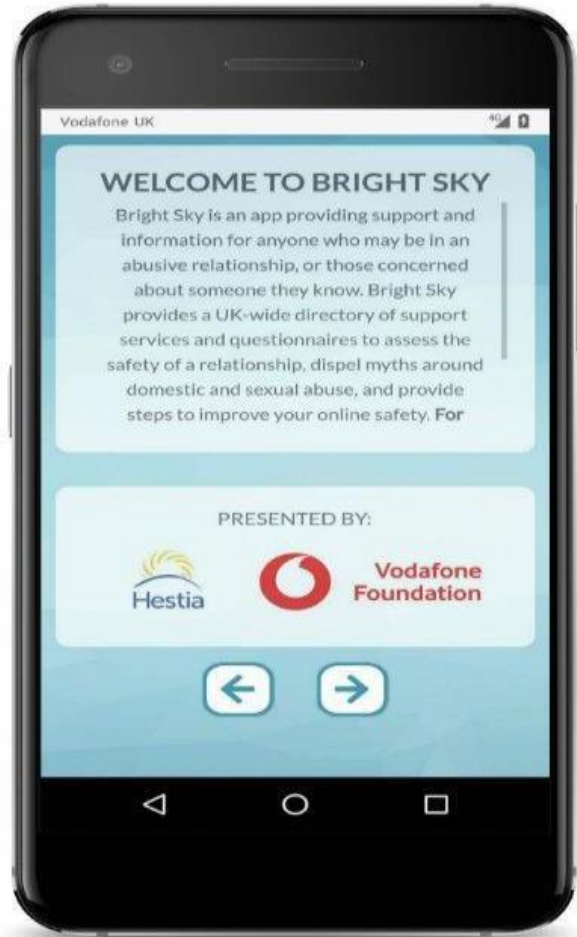 Vodafone UK
4G
WELCOME TO BRIGHT SKY
Bright Sky is an app providing support and
information for anyone who may be in an
abusive relationship, or those concerned
about someone they know. Bright Sky
provides a UK-wide directory of support
services and questionnaires to assess the
safety of a relationship, dispel myths around
domestic and sexual abuse, and provide
steps to improve your online safety. For
PRESENTED BY:
Hestia
Vodafone
Foundation